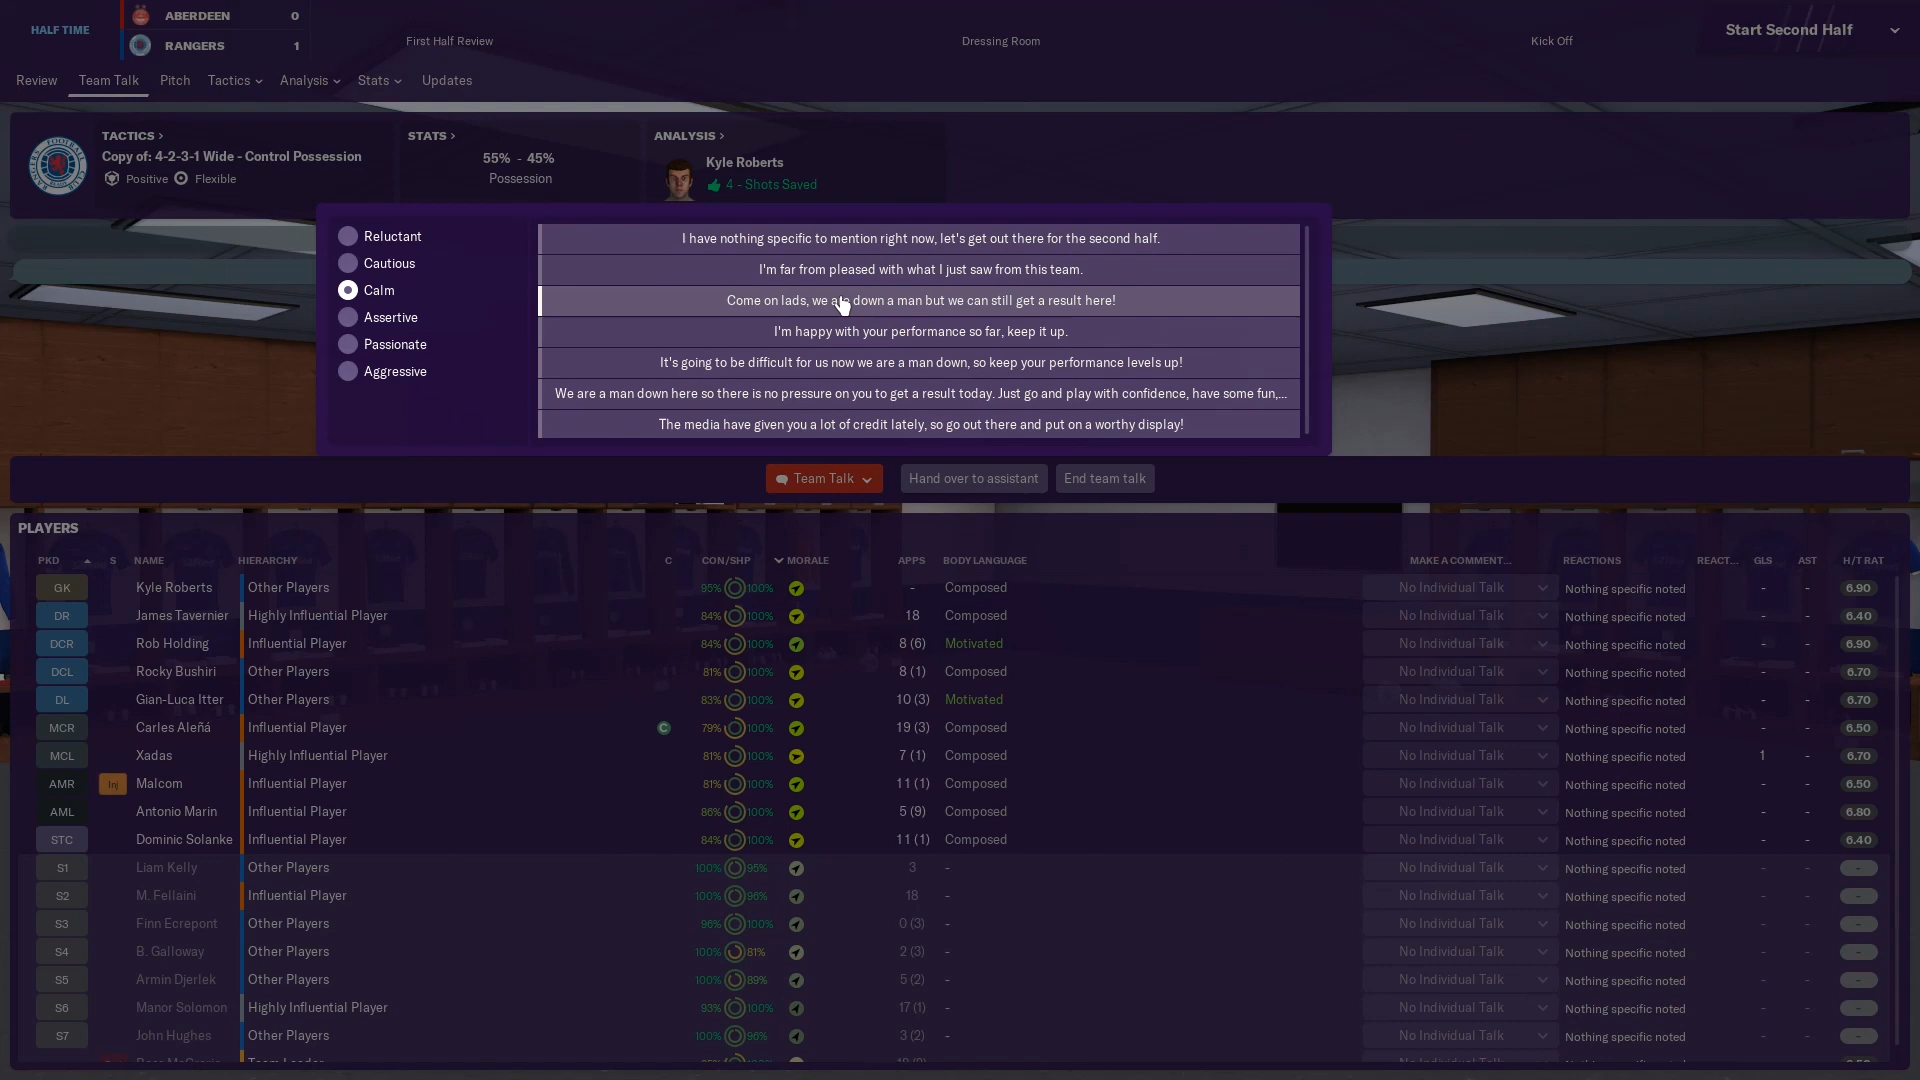 HALF TIME
ABERDEEN 0
RANGERS 1
First Half Review
Dressing Room
Kick Off
Start Second Half
Review
Team Talk
Pitch
Tactics
Analysis
Stats
Updates
TACTICS >
Copy of: 4-2-3-1 Wide - Control Possession
Positive Flexible
STATS >
55% - 45%
Possession
ANALYSIS >
Kyle Roberts
4 - Shots Saved
Reluctant
Cautious
Calm
Assertive
Passionate
Aggressive
I have nothing specific to mention right now, let's get out there for the second half.
I'm far from pleased with what I just saw from this team.
Come on lads, we are down a man but we can still get a result here!
I'm happy with your performance so far, keep it up.
It's going to be difficult for us now we are a man down, so keep your performance levels up!
We are a man down here so there is no pressure on you to get a result today. Just go and play with confidence, have some fun,...
The media have given you a lot of credit lately, so go out there and put on a worthy display!
Team Talk
Hand over to assistant
End team talk
PLAYERS
PKD S NAME HIERARCHY C CON/SHP MORALE APPS BODY LANGUAGE MAKE A COMMENT... REACTIONS REACT... GLS AST H/T RAT
GK Kyle Roberts Other Players 95% 100% - Composed No Individual Talk Nothing specific noted - - 6.90
DR James Tavernier Highly Influential Player 84% 100% 18 Composed No Individual Talk Nothing specific noted - - 6.40
DCR Rob Holding Influential Player 84% 100% 8 (6) Motivated No Individual Talk Nothing specific noted - - 6.90
DCL Rocky Bushiri Other Players 81% 100% 8 (1) Composed No Individual Talk Nothing specific noted - - 6.70
DL Gian-Luca Itter Other Players 83% 100% 10 (3) Motivated No Individual Talk Nothing specific noted - - 6.70
MCR Carles Aleñá Influential Player C 79% 100% 19 (3) Composed No Individual Talk Nothing specific noted - - 6.50
MCL Xadas Highly Influential Player 81% 100% 7 (1) Composed No Individual Talk Nothing specific noted 1 - 6.70
AMR Inj Malcom Influential Player 81% 100% 11 (1) Composed No Individual Talk Nothing specific noted - - 6.50
AML Antonio Marin Influential Player 86% 100% 5 (9) Composed No Individual Talk Nothing specific noted - - 6.80
STC Dominic Solanke Influential Player 84% 100% 11 (1) Composed No Individual Talk Nothing specific noted - - 6.40
S1 Liam Kelly Other Players 100% 95% 3 - No Individual Talk Nothing specific noted - - -
S2 M. Fellaini Influential Player 100% 96% 18 - No Individual Talk Nothing specific noted - - -
S3 Finn Ecrepont Other Players 96% 100% 0 (3) - No Individual Talk Nothing specific noted - - -
S4 B. Galloway Other Players 100% 81% 2 (3) - No Individual Talk Nothing specific noted - - -
S5 Armin Djerlek Other Players 100% 89% 5 (2) - No Individual Talk Nothing specific noted - - -
S6 Manor Solomon Highly Influential Player 93% 100% 17 (1) - No Individual Talk Nothing specific noted - - -
S7 John Hughes Other Players 100% 96% 3 (2) - No Individual Talk Nothing specific noted - - -
Team Leader No Individual Talk Nothing specific noted